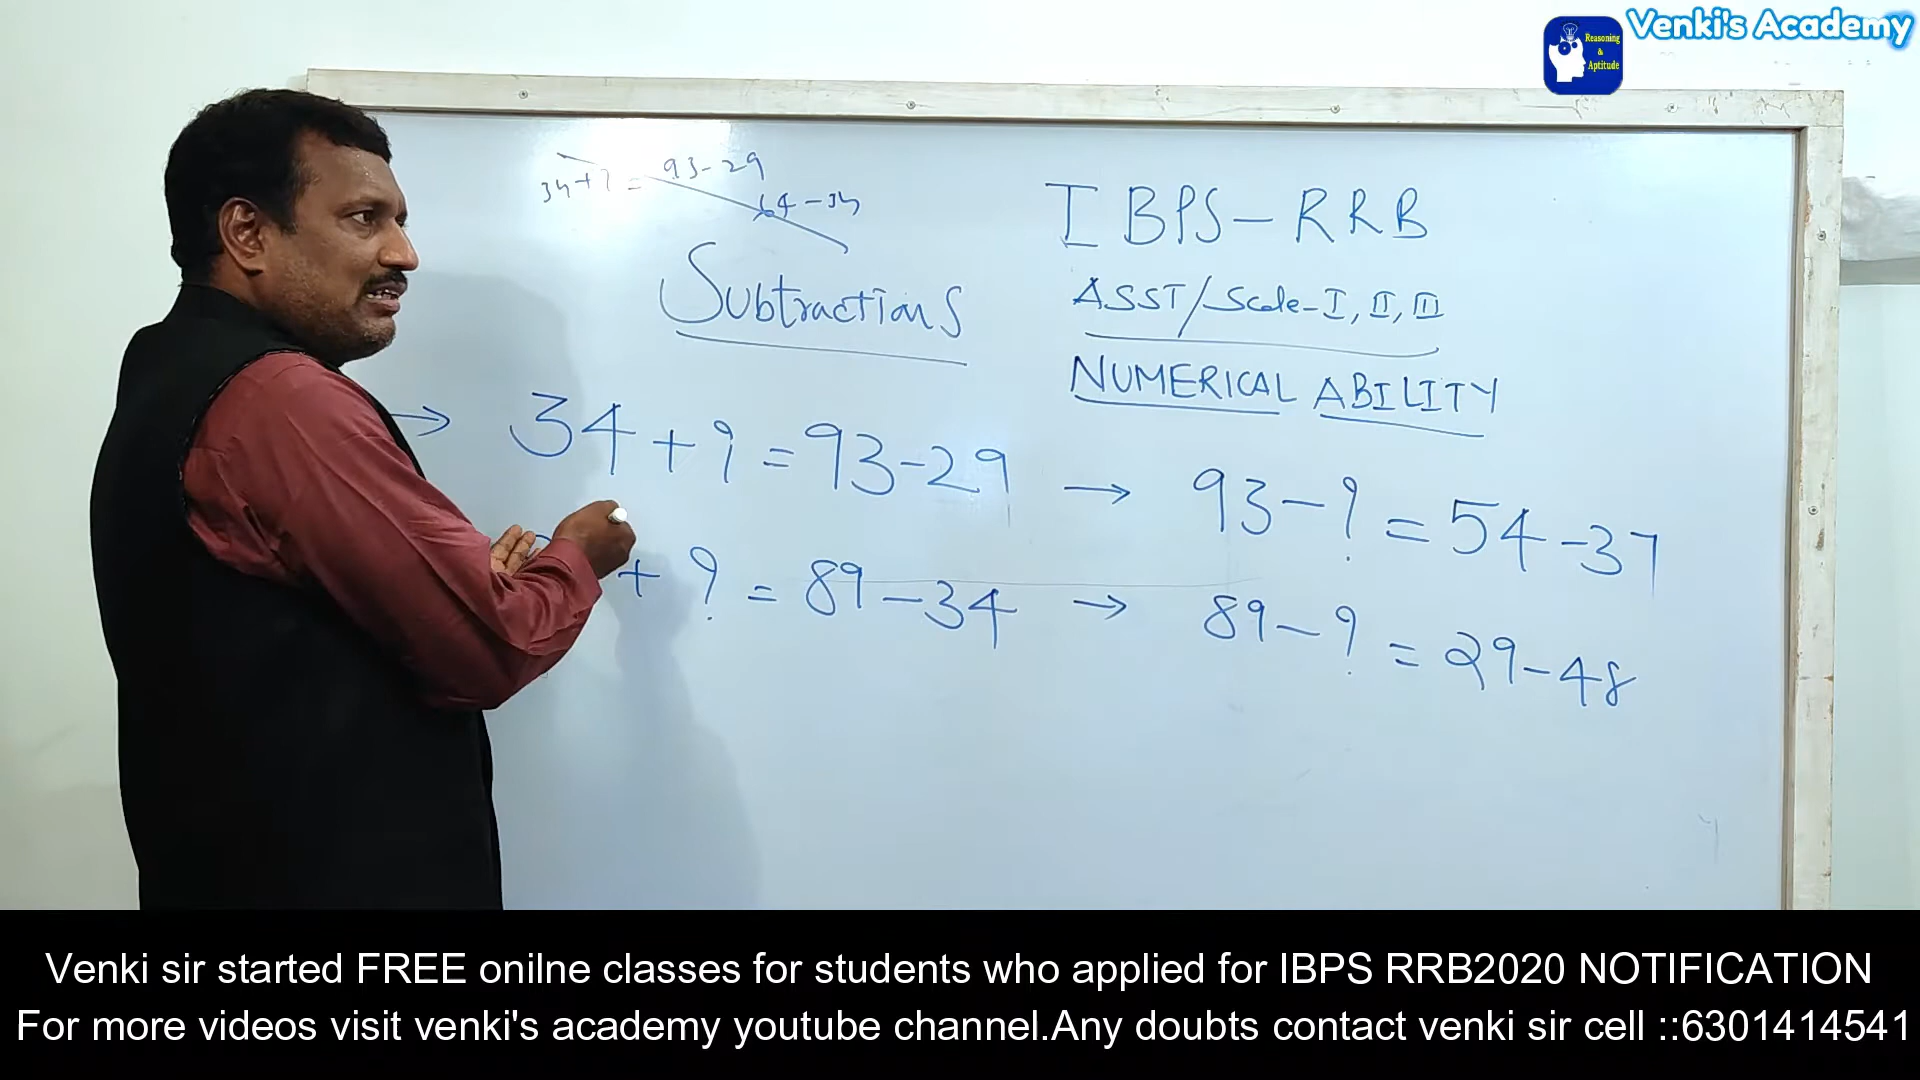 Venki's Academy
Reasoning
&
Aptitude
34+? = 93-29
64-34
IBPS-RRB
Subtractions
ASST/Scale-I, II, III
NUMERICAL ABILITY
→ 34+? = 93-29
→ 93-? = 54-37
+ ? = 89-34
→ 89-? = 29-48
Venki sir started FREE onilne classes for students who applied for IBPS RRB2020 NOTIFICATION
For more videos visit venki's academy youtube channel.Any doubts contact venki sir cell ::6301414541